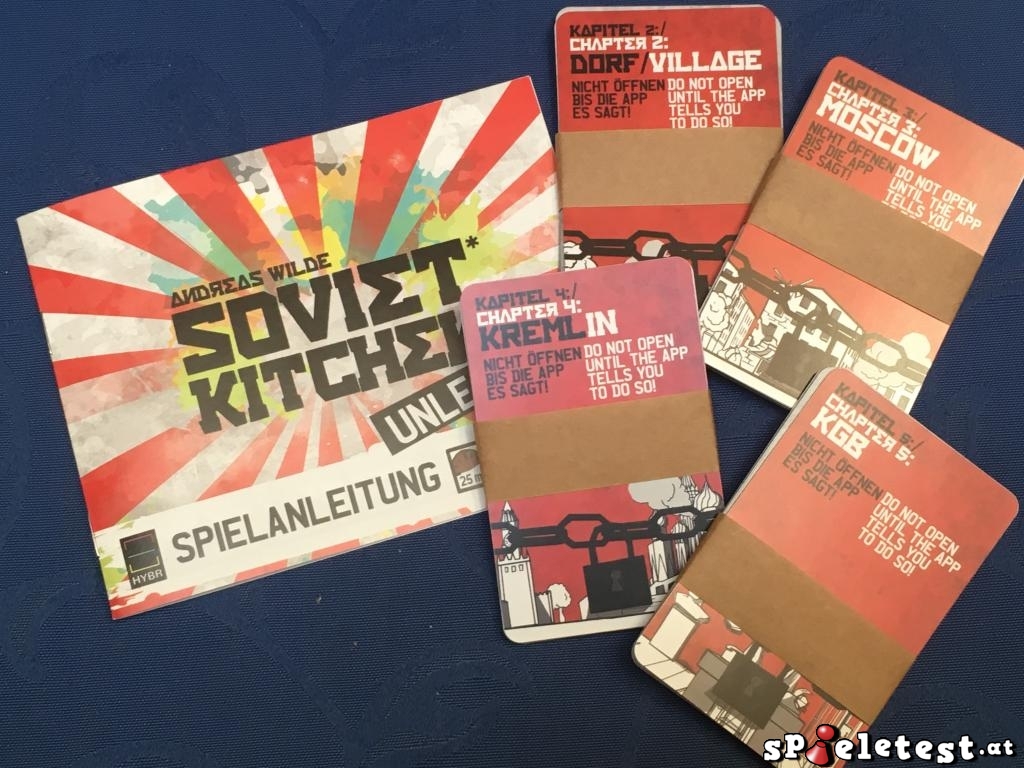 ANDREAS WILDE
SOVIET*
KITCHEN
UNLE
SPIELANLEITUNG
25 m
HYBR
KAPITEL 2:/
CHAPTER 2:
DORF/VILLAGE
NICHT ÖFFNEN
BIS DIE APP
ES SAGT!
DO NOT OPEN
UNTIL THE APP
TELLS YOU
TO DO SO!
KAPITEL 3:/
CHAPTER 3:
MOSCOW
NICHT ÖFFNEN
BIS DIE APP
ES SAGT!
DO NOT OPEN
UNTIL THE APP
TELLS YOU
KAPITEL 4:/
CHAPTER 4:
KREMLIN
NICHT ÖFFNEN
BIS DIE APP
ES SAGT!
DO NOT OPEN
UNTIL THE APP
TELLS YOU
TO DO SO!
KAPITEL 5:/
CHAPTER 5:
KGB
NICHT ÖFFNEN
BIS DIE APP
ES SAGT!
DO NOT OPEN
UNTIL THE APP
TELLS YOU
TO DO SO!
spieletest.at